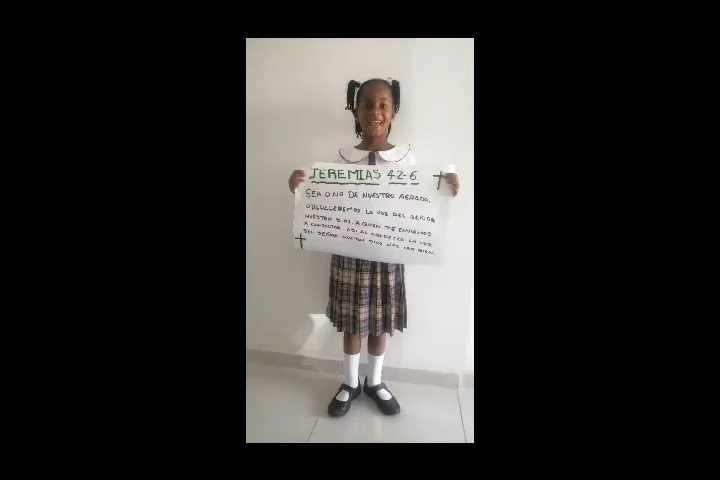 JEREMIAS 42-6
SEA O NO DE NUESTRO AGRADO,
OBEDECEREMOS LA VOZ DEL SEÑOR
NUESTRO DIOS, A QUIEN TE ENVIAMOS
A CONSULTAR ASI, AL OBEDECER LA VOZ
DEL SEÑOR NUESTRO DIOS NOS IRA BIEN.